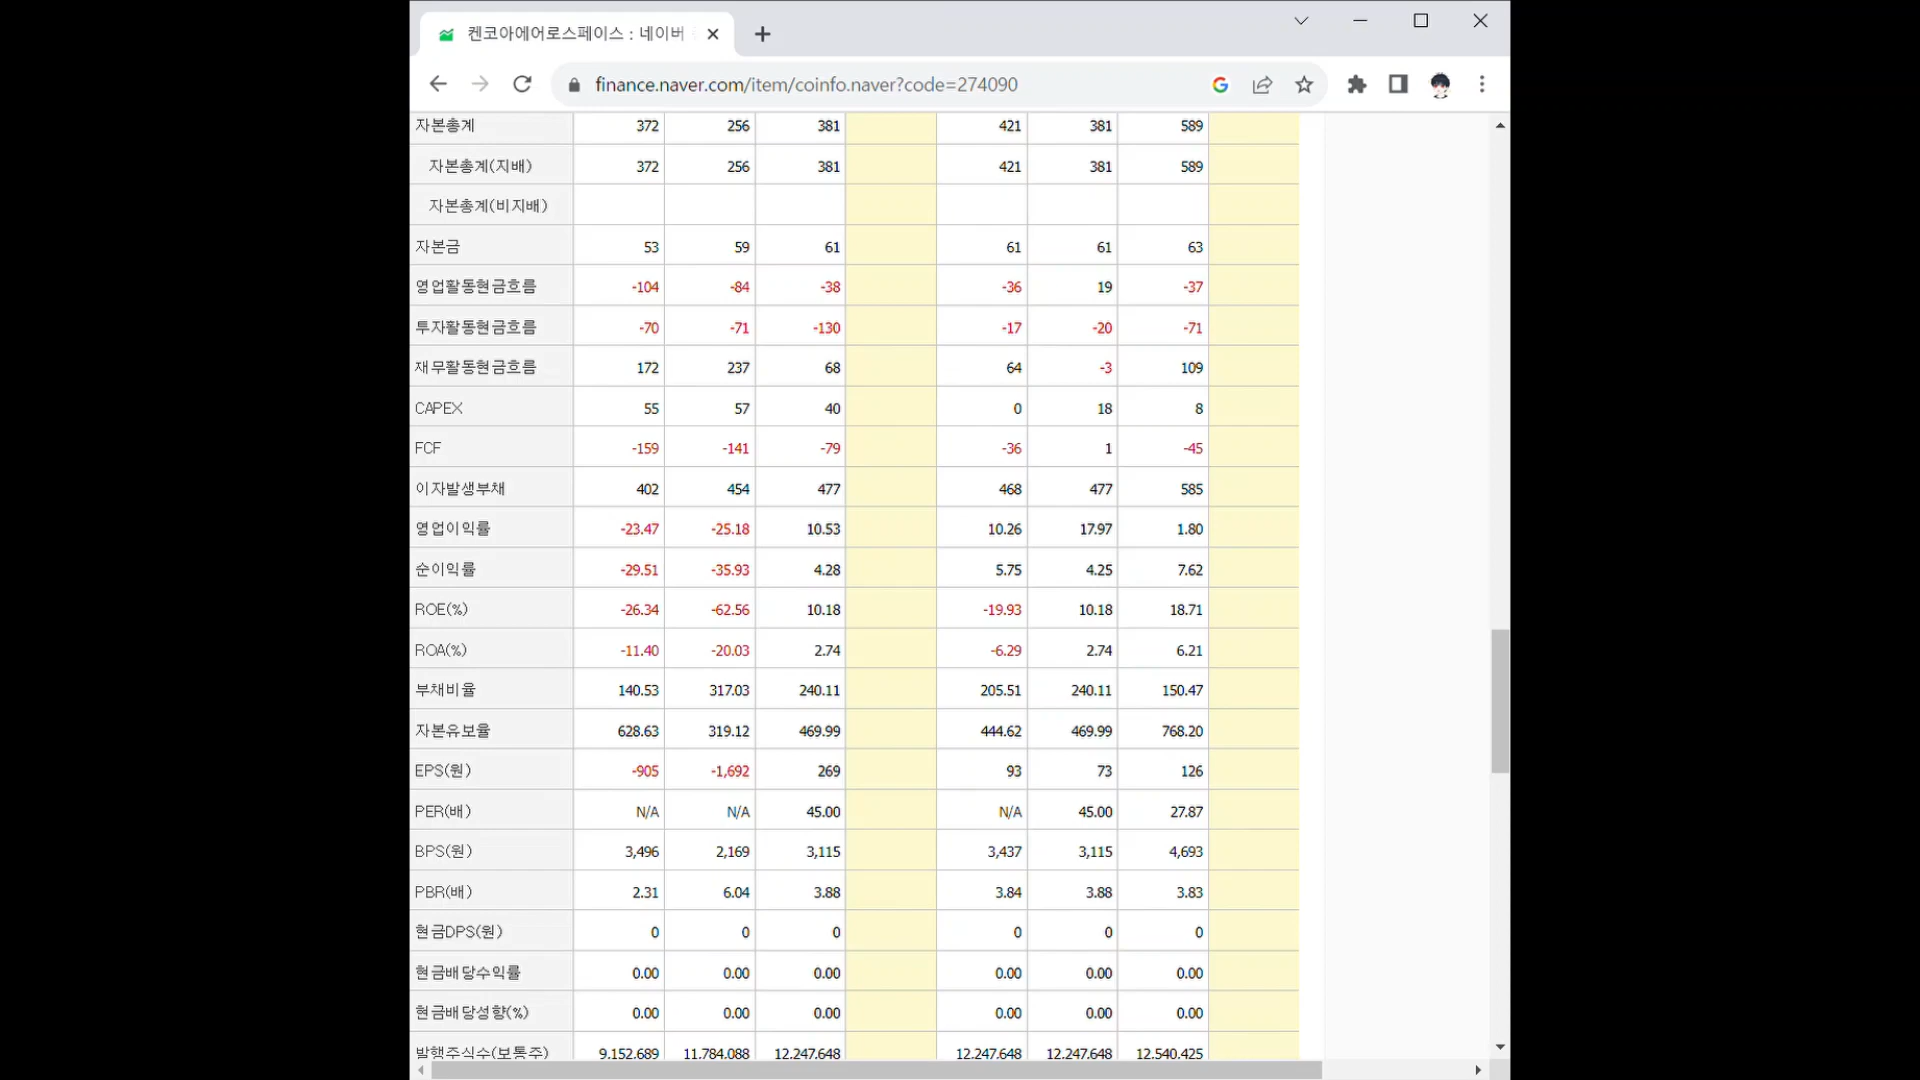 켄코아에어로스페이스 : 네이버
finance.naver.com/item/coinfo.naver?code=274090
자본총계 372 256 381 421 381 589
자본총계(지배) 372 256 381 421 381 589
자본총계(비지배)
자본금 53 59 61 61 61 63
영업활동현금흐름 -104 -84 -38 -36 19 -37
투자활동현금흐름 -70 -71 -130 -17 -20 -71
재무활동현금흐름 172 237 68 64 -3 109
CAPEX 55 57 40 0 18 8
FCF -159 -141 -79 -36 1 -45
이자발생부채 402 454 477 468 477 585
영업이익률 -23.47 -25.18 10.53 10.26 17.97 1.80
순이익률 -29.51 -35.93 4.28 5.75 4.25 7.62
ROE(%) -26.34 -62.56 10.18 -19.93 10.18 18.71
ROA(%) -11.40 -20.03 2.74 -6.29 2.74 6.21
부채비율 140.53 317.03 240.11 205.51 240.11 150.47
자본유보율 628.63 319.12 469.99 444.62 469.99 768.20
EPS(원) -905 -1,692 269 93 73 126
PER(배) N/A N/A 45.00 N/A 45.00 27.87
BPS(원) 3,496 2,169 3,115 3,437 3,115 4,693
PBR(배) 2.31 6.04 3.88 3.84 3.88 3.83
현금DPS(원) 0 0 0 0 0 0
현금배당수익률 0.00 0.00 0.00 0.00 0.00 0.00
현금배당성향(%) 0.00 0.00 0.00 0.00 0.00 0.00
발행주식수(보통주) 9,152,689 11,784,088 12,247,648 12,247,648 12,247,648 12,540,425